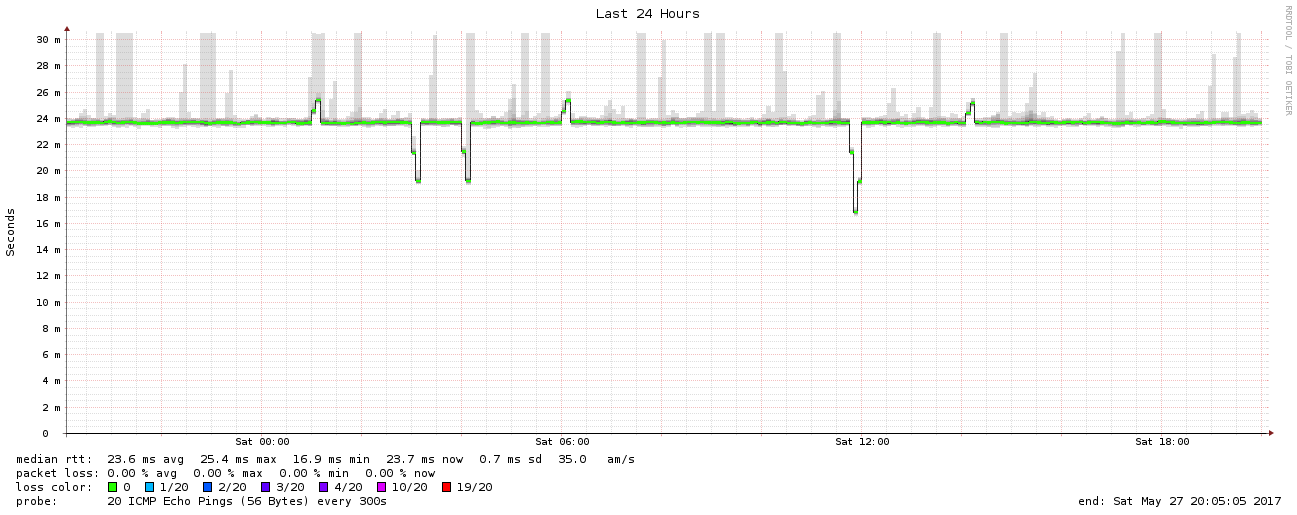 Last 24 Hours
RRDTOOL / TOBI OETIKER
Seconds
30 m
28 m
26 m
24 m
22 m
20 m
18 m
16 m
14 m
12 m
10 m
8 m
6 m
4 m
2 m
0
Sat 00:00 Sat 06:00 Sat 12:00 Sat 18:00
median rtt: 23.6 ms avg 25.4 ms max 16.9 ms min 23.7 ms now 0.7 ms sd 35.0 am/s
packet loss: 0.00 % avg 0.00 % max 0.00 % min 0.00 % now
loss color: 0 1/20 2/20 3/20 4/20 10/20 19/20
probe: 20 ICMP Echo Pings (56 Bytes) every 300s end: Sat May 27 20:05:05 2017